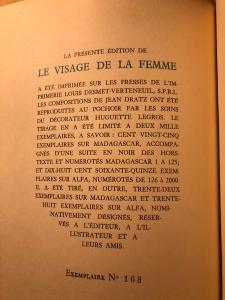 LA PRÉSENTE ÉDITION DE
LE VISAGE DE LA FEMME
A ÉTÉ IMPRIMÉE SUR LES PRESSES DE L'IM-
PRIMERIE LOUIS DESMET-VERTENEUIL, S.P.R.L.
LES COMPOSITIONS DE JEAN DRATZ ONT ÉTÉ
REPRODUITES AU POCHOIR PAR LES SOINS
DU DÉCORATEUR HUGUETTE LEGROS. LE
TIRAGE EN A ÉTÉ LIMITÉ A DEUX MILLE
EXEMPLAIRES, A SAVOIR : CENT VINGT-CINQ
EXEMPLAIRES SUR MADAGASCAR, ACCOMPA-
GNÉS D'UNE SUITE EN NOIR DES HORS-
TEXTE ET NUMÉROTÉS MADAGASCAR 1 A 125;
ET DIX-HUIT CENT SOIXANTE-QUINZE EXEM-
PLAIRES SUR ALFA, NUMÉROTÉS DE 126 à 2000.
IL A ÉTÉ TIRÉ, EN OUTRE, TRENTE-DEUX
EXEMPLAIRES SUR MADAGASCAR ET TRENTE-
HUIT EXEMPLAIRES SUR ALFA, NOMI-
NATIVEMENT DÉSIGNÉS, RÉSER-
VÉS A L'ÉDITEUR, A L'IL-
LUSTRATEUR ET A
LEURS AMIS.
EXEMPLAIRE N° 168